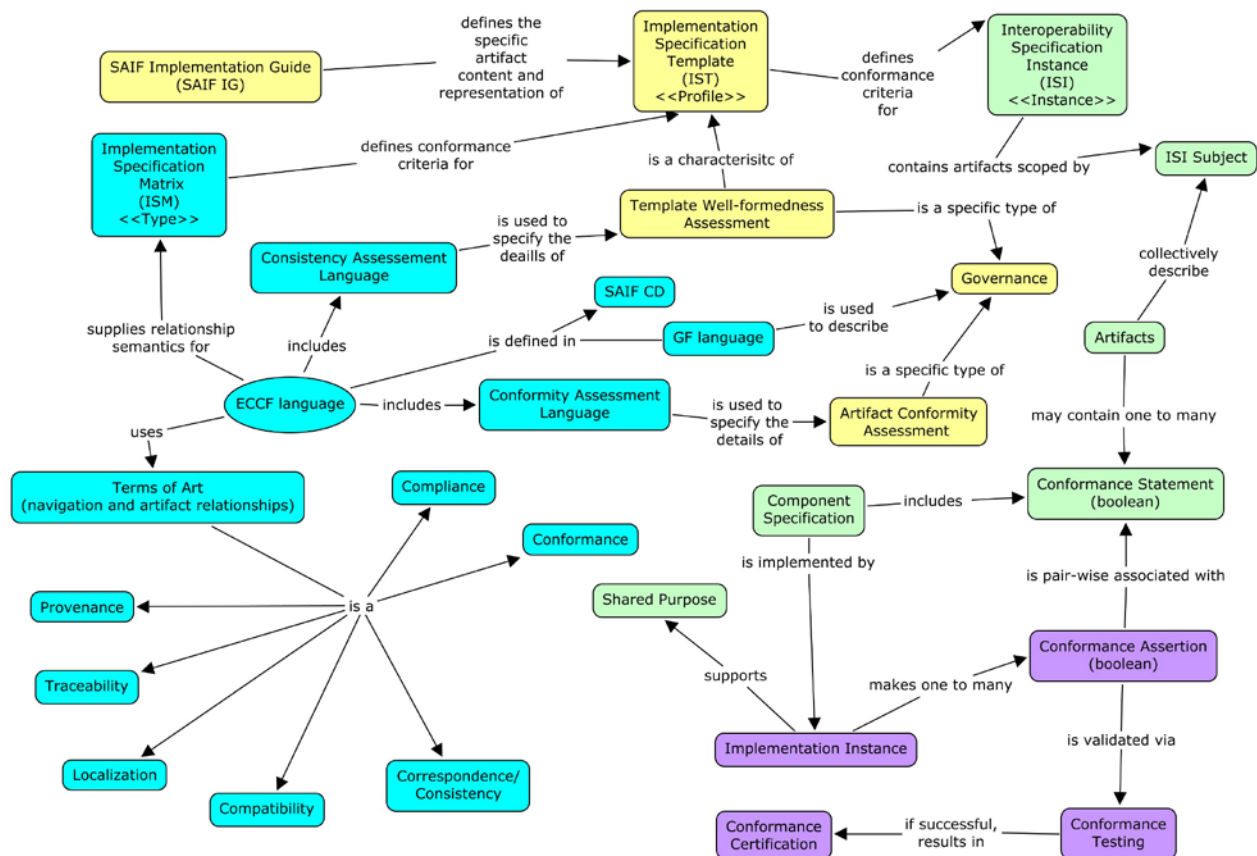 defines the
specific
artifact
content and
representation of
Implementation
Specification
Template
(IST)
<<Profile>>
Interoperability
Specification
Instance
(ISI)
<<Instance>>
SAIF Implementation Guide
(SAIF IG)
defines
conformance
criteria
for
Implementation
Specification
Matrix
(ISM)
<<Type>>
defines conformance
criteria for
is a characterisitc of
contains artifacts scoped by
ISI Subject
Template Well-formedness
Assessment
is used to
specify the
deaills of
is a specific type of
Consistency Assessement
Language
collectively
describe
SAIF CD
Governance
supplies relationship
semantics for
includes
is defined in
GF language
is used
to describe
Artifacts
is a specific type of
ECCF language
includes
Conformity Assessment
Language
is used to
specify the
details of
Artifact Conformity
Assessment
may contain one to many
uses
Terms of Art
(navigation and artifact relationships)
Compliance
Component
Specification
includes
Conformance Statement
(boolean)
Conformance
is implemented by
is pair-wise associated with
Provenance
is a
Shared Purpose
Conformance Assertion
(boolean)
Traceability
supports
makes one to many
Implementation Instance
is validated via
Localization
Compatibility
Correspondence/
Consistency
Conformance
Certification
if successful,
results in
Conformance
Testing